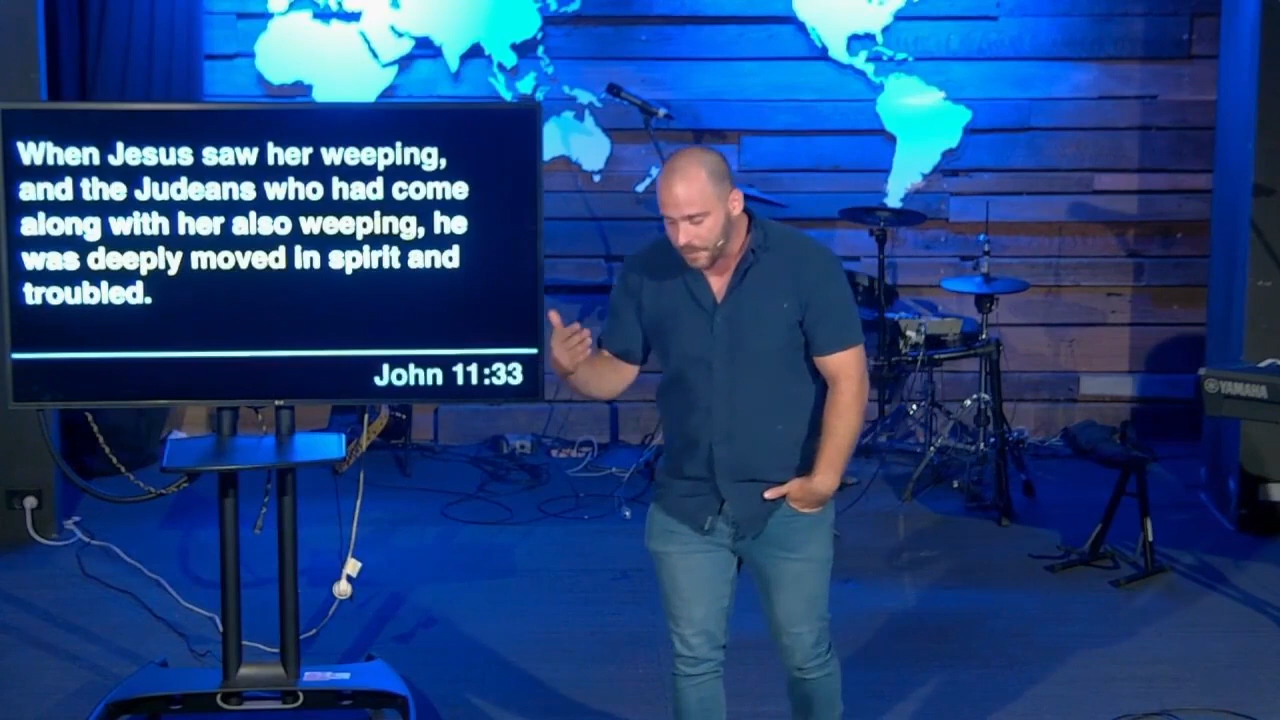 When Jesus saw her weeping,
and the Judeans who had come
along with her also weeping, he
was deeply moved in spirit and
troubled.
John 11:33
YAMAHA